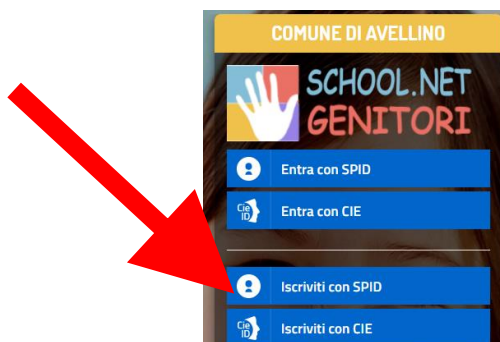 COMUNE DI AVELLINO
SCHOOL.NET
GENITORI
Entra con SPID
Cie
ID
Entra con CIE
Iscriviti con SPID
Cie
ID
Iscriviti con CIE